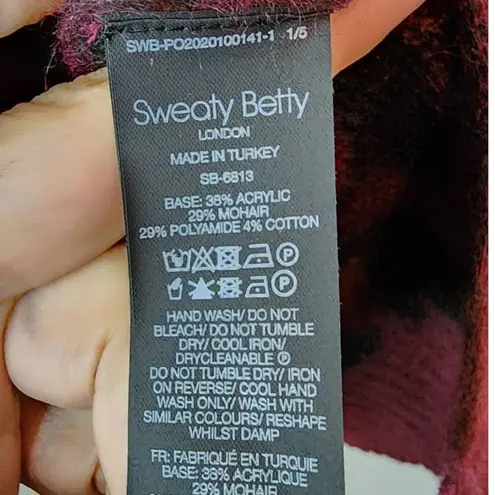 SWB-PO2020100141-1 1/5
Sweaty Betty
LONDON
MADE IN TURKEY
SB-6813
BASE: 38% ACRYLIC
29% MOHAIR
29% POLYAMIDE 4% COTTON
HAND WASH/ DO NOT
BLEACH/ DO NOT TUMBLE
DRY/ COOL IRON/
DRYCLEANABLE Ⓟ
DO NOT TUMBLE DRY/ IRON
ON REVERSE/ COOL HAND
WASH ONLY/ WASH WITH
SIMILAR COLOURS/ RESHAPE
WHILST DAMP
FR: FABRIQUÉ EN TURQUIE
BASE: 38% ACRYLIQUE
29% MOHAIR